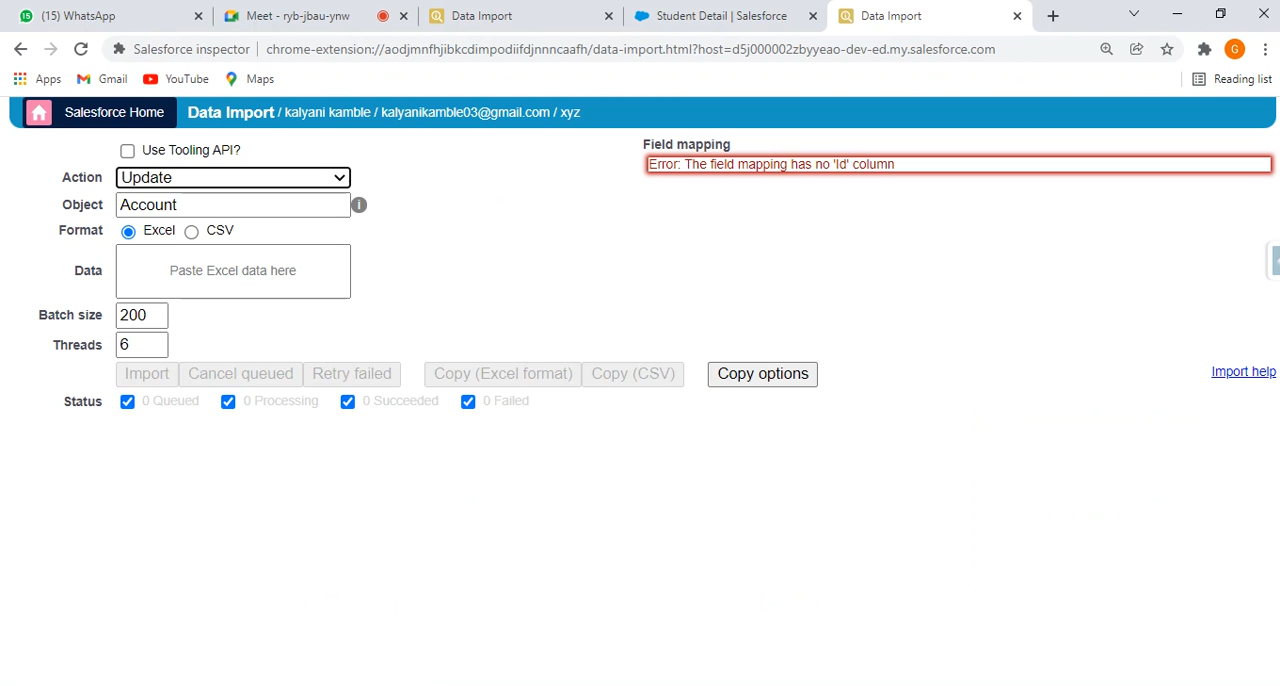 (15) WhatsApp
Meet - ryb-jbau-ynw
Data Import
Student Detail | Salesforce
Data Import
Salesforce inspector
chrome-extension://aodjmnfhjibkcdimpodiifdjnnncaafh/data-import.html?host=d5j000002zbyyeao-dev-ed.my.salesforce.com
G
Apps
Gmail
YouTube
Maps
Reading list
Salesforce Home
Data Import / kalyani kamble / kalyanikamble03@gmail.com / xyz
Use Tooling API?
Field mapping
Error: The field mapping has no 'Id' column
Action Update
Object Account i
Format Excel CSV
Data Paste Excel data here
Batch size 200
Threads 6
Import Cancel queued Retry failed Copy (Excel format) Copy (CSV) Copy options Import help
Status 0 Queued 0 Processing 0 Succeeded 0 Failed